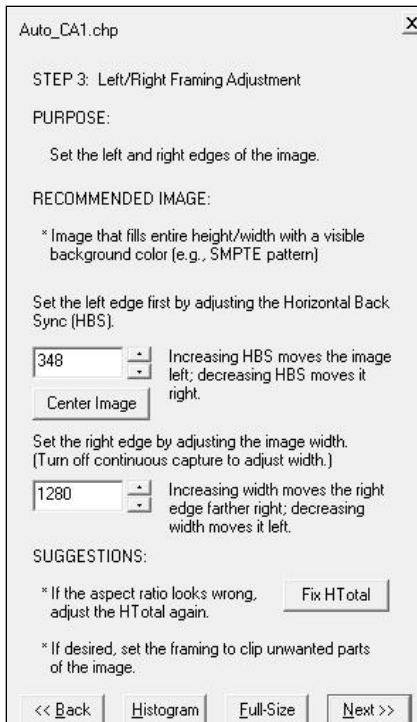 Auto_CA1.chp
X
STEP 3: Left/Right Framing Adjustment
PURPOSE:
Set the left and right edges of the image.
RECOMMENDED IMAGE:
* Image that fills entire height/width with a visible
background color (e.g., SMPTE pattern)
Set the left edge first by adjusting the Horizontal Back
Sync (HBS).
348
Increasing HBS moves the image
left; decreasing HBS moves it
right.
Center Image
Set the right edge by adjusting the image width.
(Turn off continuous capture to adjust width.)
1280
Increasing width moves the right
edge farther right; decreasing
width moves it left.
SUGGESTIONS:
* If the aspect ratio looks wrong,
adjust the HTotal again.
Fix HTotal
* If desired, set the framing to clip unwanted parts
of the image.
<< Back
Histogram
Full-Size
Next >>